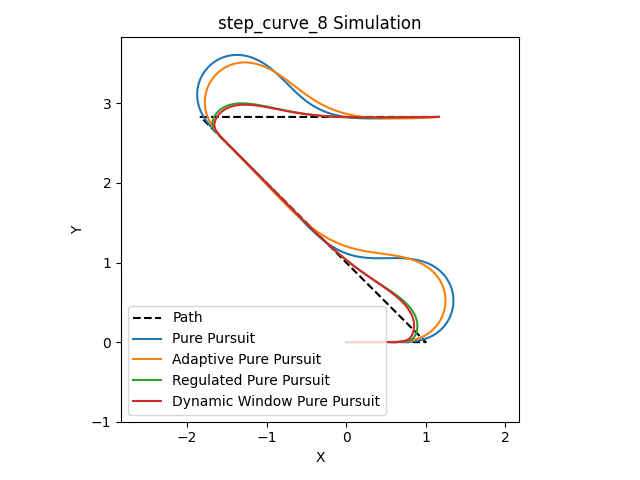 step_curve_8 Simulation
Y
3
2
1
0
−1
Path
Pure Pursuit
Adaptive Pure Pursuit
Regulated Pure Pursuit
Dynamic Window Pure Pursuit
−2
−1
0
1
2
X